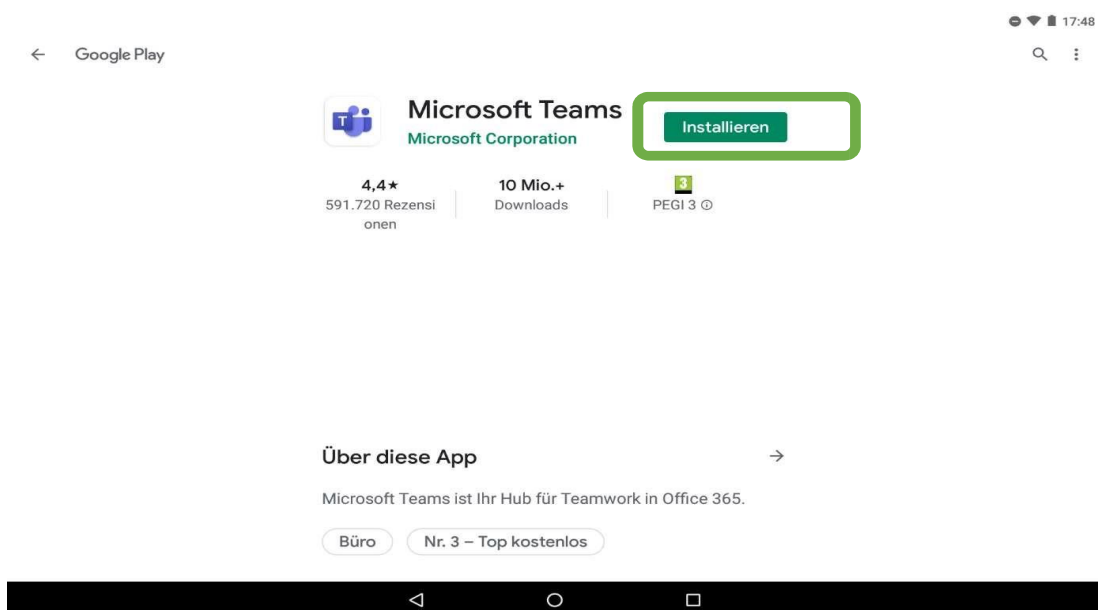 17:48
Google Play
Microsoft Teams
Microsoft Corporation
Installieren
4,4★
591.720 Rezensi
onen
10 Mio.+
Downloads
3
PEGI 3
Über diese App
Microsoft Teams ist Ihr Hub für Teamwork in Office 365.
Büro
Nr. 3 – Top kostenlos